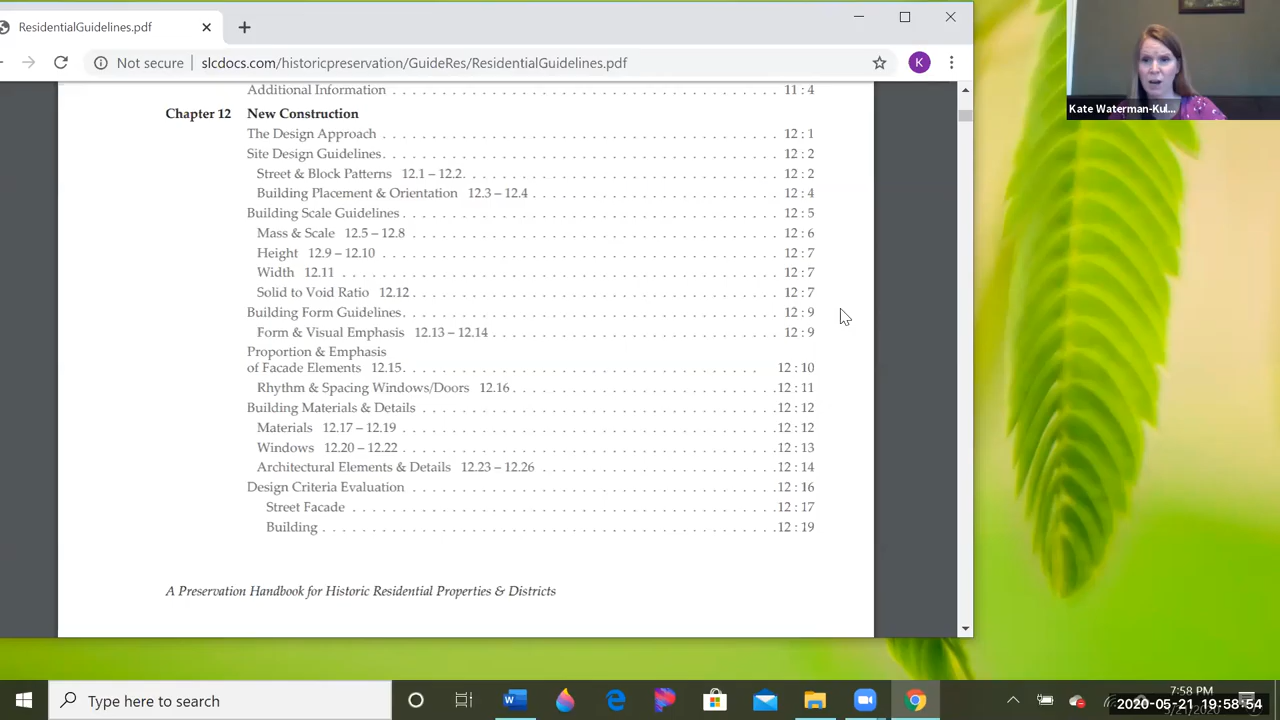 ResidentialGuidelines.pdf
Not secure
slcdocs.com/historicpreservation/GuideRes/ResidentialGuidelines.pdf
K
Kate Waterman-Kul...
Additional Information . . . 11 : 4
Chapter 12 New Construction
The Design Approach . . . 12 : 1
Site Design Guidelines . . . 12 : 2
Street & Block Patterns 12.1 – 12.2 . . . 12 : 2
Building Placement & Orientation 12.3 – 12.4 . . . 12 : 4
Building Scale Guidelines . . . 12 : 5
Mass & Scale 12.5 – 12.8 . . . 12 : 6
Height 12.9 – 12.10 . . . 12 : 7
Width 12.11 . . . 12 : 7
Solid to Void Ratio 12.12 . . . 12 : 7
Building Form Guidelines . . . 12 : 9
Form & Visual Emphasis 12.13 – 12.14 . . . 12 : 9
Proportion & Emphasis
of Facade Elements 12.15 . . . 12 : 10
Rhythm & Spacing Windows/Doors 12.16 . . . 12 : 11
Building Materials & Details . . . 12 : 12
Materials 12.17 – 12.19 . . . 12 : 12
Windows 12.20 – 12.22 . . . 12 : 13
Architectural Elements & Details 12.23 – 12.26 . . . 12 : 14
Design Criteria Evaluation . . . 12 : 16
Street Facade . . . 12 : 17
Building . . . 12 : 19
A Preservation Handbook for Historic Residential Properties & Districts
Type here to search
7:58 PM
2020-05-21 19:58:54